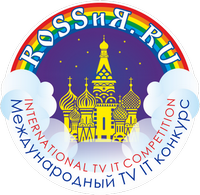 ROSSиЯ.RU
INTERNATIONAL TV IT COMPETITION
Международный TV IT конкурс